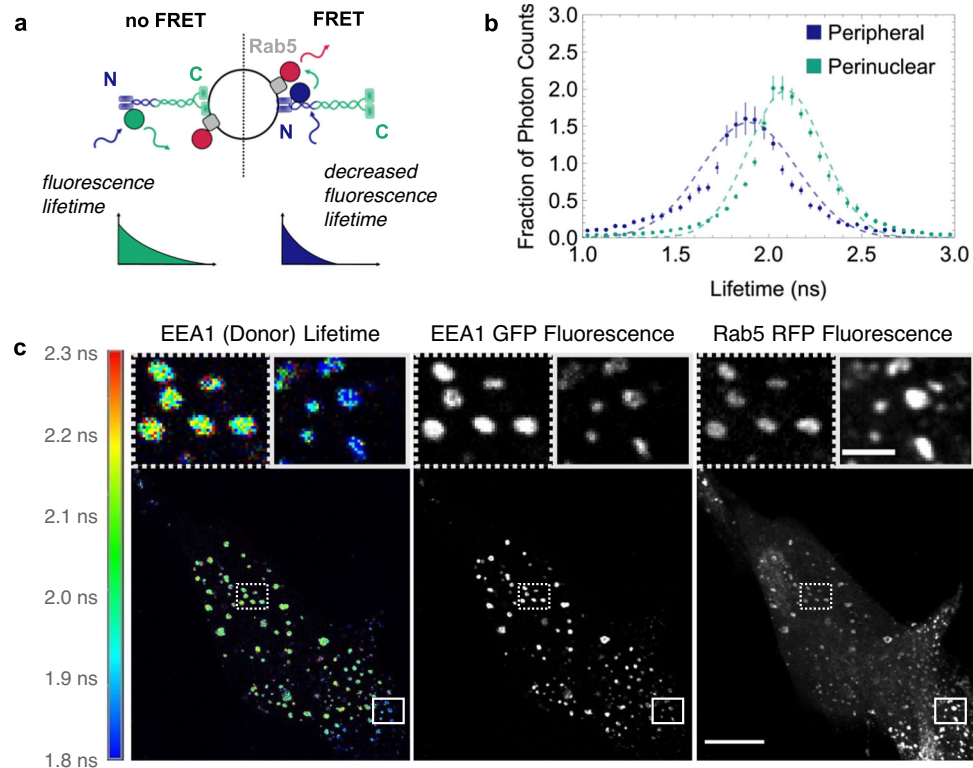 a
no FRET
FRET
Rab5
N
C
N
C
fluorescence
lifetime
decreased
fluorescence
lifetime
b
Fraction of Photon Counts
3.0
2.5
2.0
1.5
1.0
0.5
0.0
1.0 1.5 2.0 2.5 3.0
Lifetime (ns)
Peripheral
Perinuclear
c
EEA1 (Donor) Lifetime
EEA1 GFP Fluorescence
Rab5 RFP Fluorescence
2.3 ns
2.2 ns
2.1 ns
2.0 ns
1.9 ns
1.8 ns